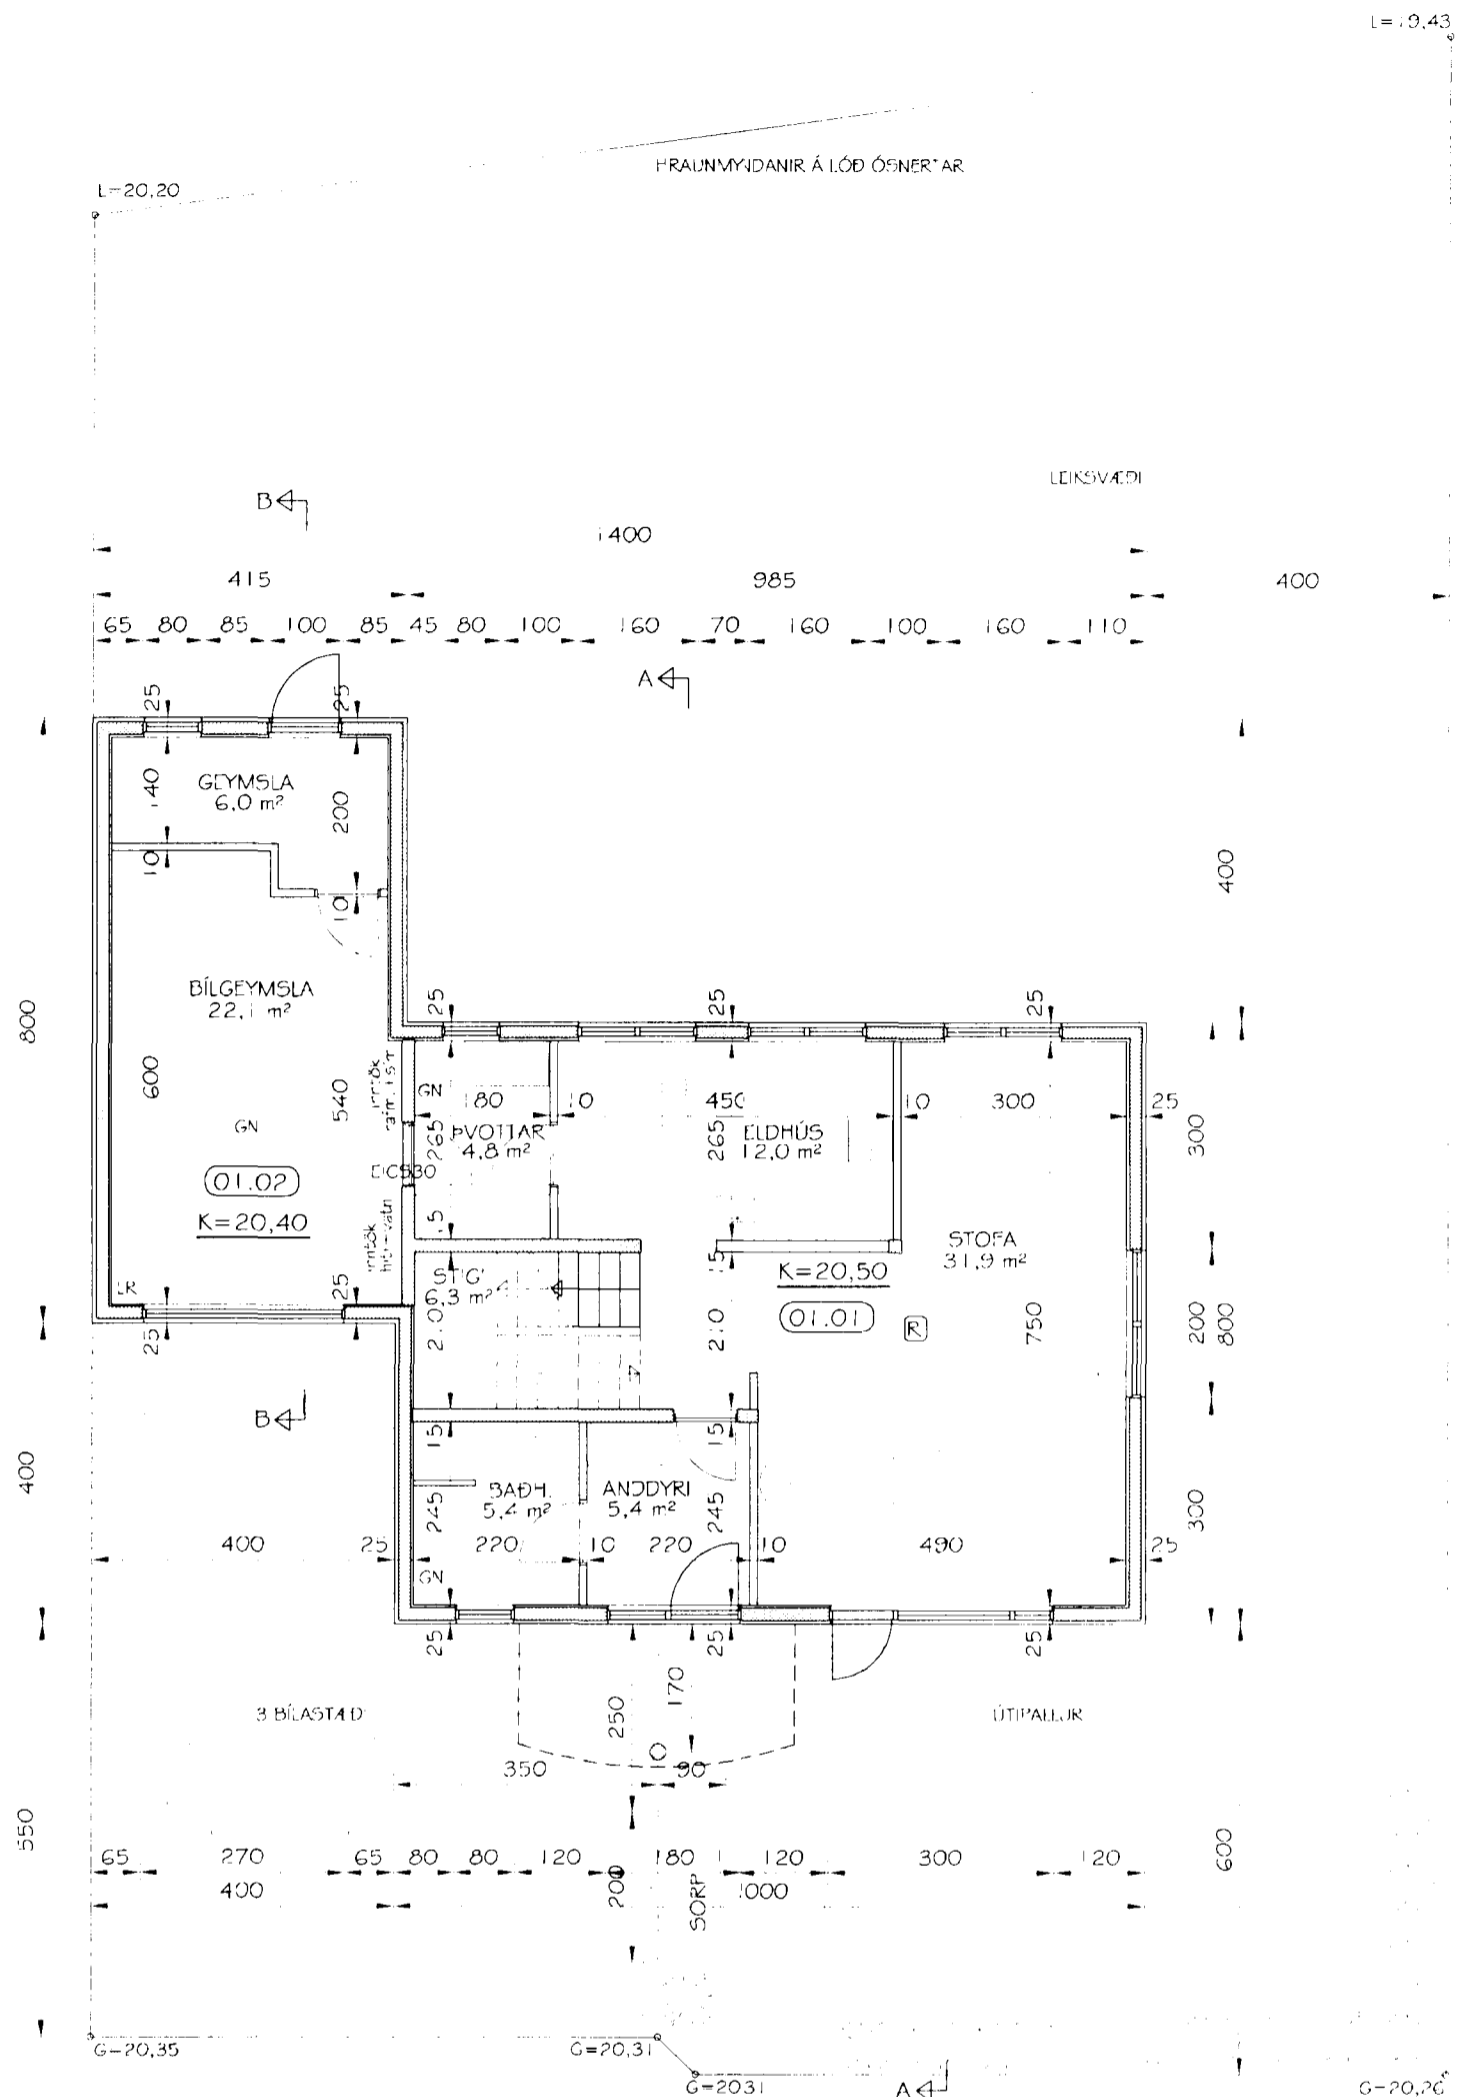 L=19,43
HRAUNMYNDANIR Á LÓÐ ÓSNERTAR
L=20,20
LEIKSVÆÐI
B
1400
415 985 400
65 80 85 100 85 45 80 100 160 70 160 100 160 110
A
25 25
GEYMSLA
6,0 m²
140 200
10
10
400
BÍLGEYMSLA
22,1 m²
25 25 25
800
600 540
inntök
GN
GN
180 10 450 10 300 25
300
265 265
ÞVOTTAR
4,8 m²
ELDHÚS
12,0 m²
EICS30
01.02
K=20,40
inntök
15
STOFA
31,9 m²
15
K=20,50
01.01
R
STIGI
6,3 m²
210 210
750
200 800
25
25
B
15 15
400
BAÐH.
5,4 m²
ANDDYRI
5,4 m²
245 245
300
400 25 220 10 220 10 490 25
GN
25 25 25
3 BÍLASTÆÐI
250 170
ÚTIPALLUR
350 90
550
600
65 270 65 80 80 120 180 120 300 120
400 200 1000
SORP
G=20,35
G=20,31
G=2031
A
G=20,20